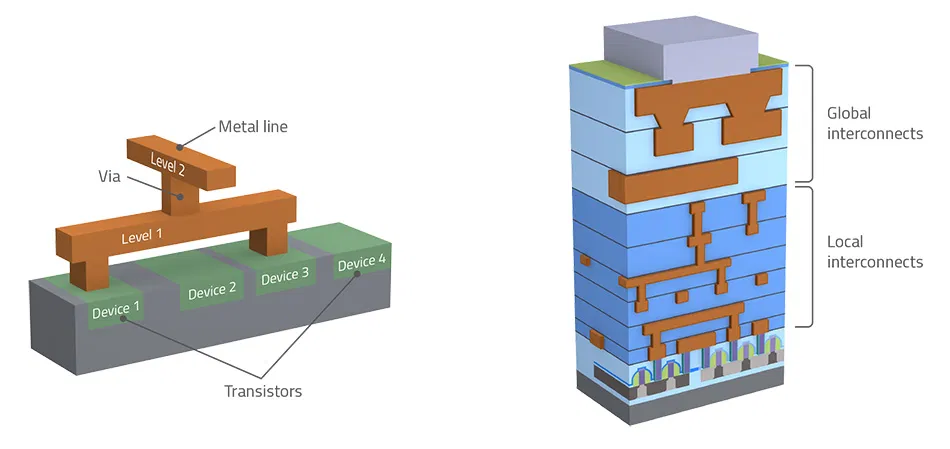 Metal line
Level 2
Via
Level 1
Device 1
Device 2
Device 3
Device 4
Transistors
Global
interconnects
Local
interconnects